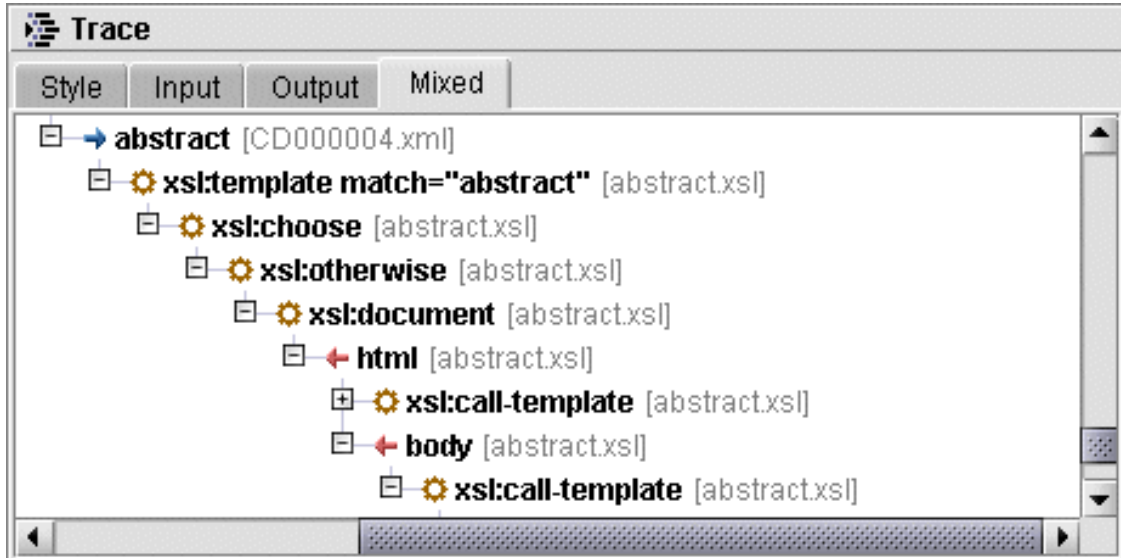 Trace
Style Input Output Mixed
abstract [CD000004.xml]
xsl:template match="abstract" [abstract.xsl]
xsl:choose [abstract.xsl]
xsl:otherwise [abstract.xsl]
xsl:document [abstract.xsl]
html [abstract.xsl]
xsl:call-template [abstract.xsl]
body [abstract.xsl]
xsl:call-template [abstract.xsl]